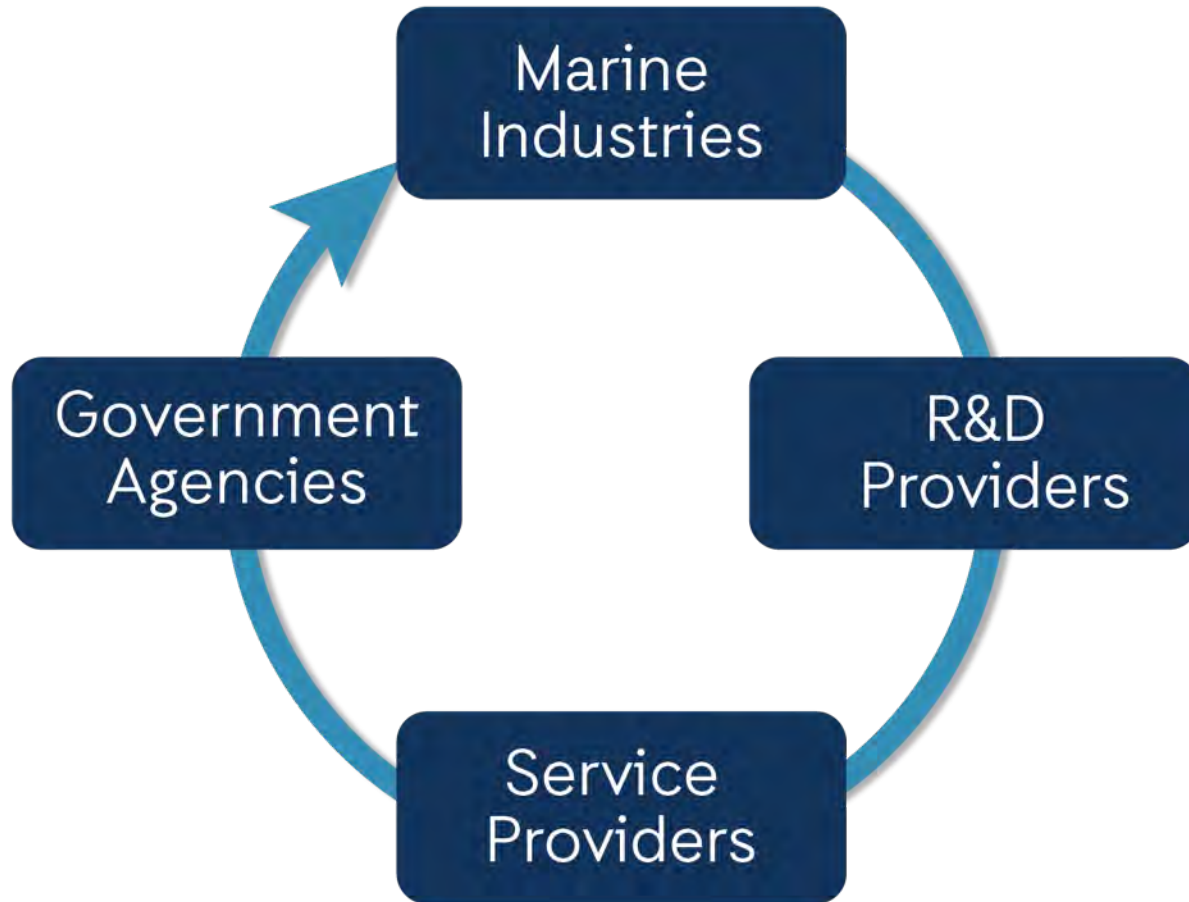 Marine
Industries
Government
Agencies
R&D
Providers
Service
Providers